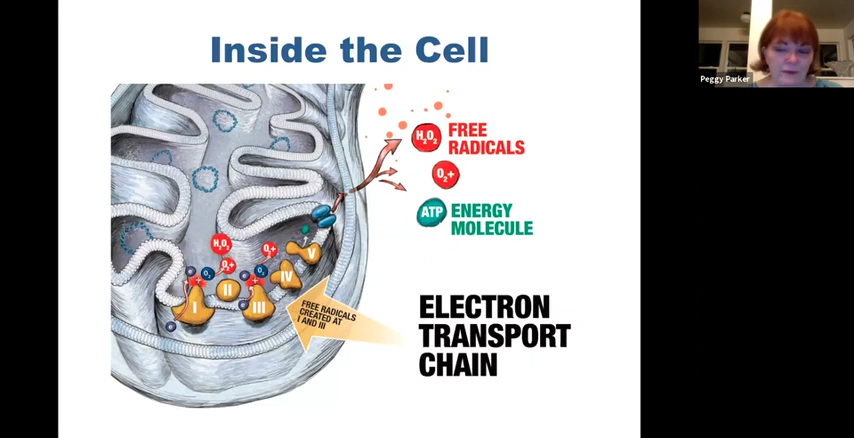 Inside the Cell
Peggy Parker
H2O2 FREE
RADICALS
O2+
ATP ENERGY
MOLECULE
H2O2
O2+
O2+
e-
O2
e-
O2
V
IV
II
I
III
e-
e-
FREE RADICALS
CREATED AT
I AND III
ELECTRON
TRANSPORT
CHAIN